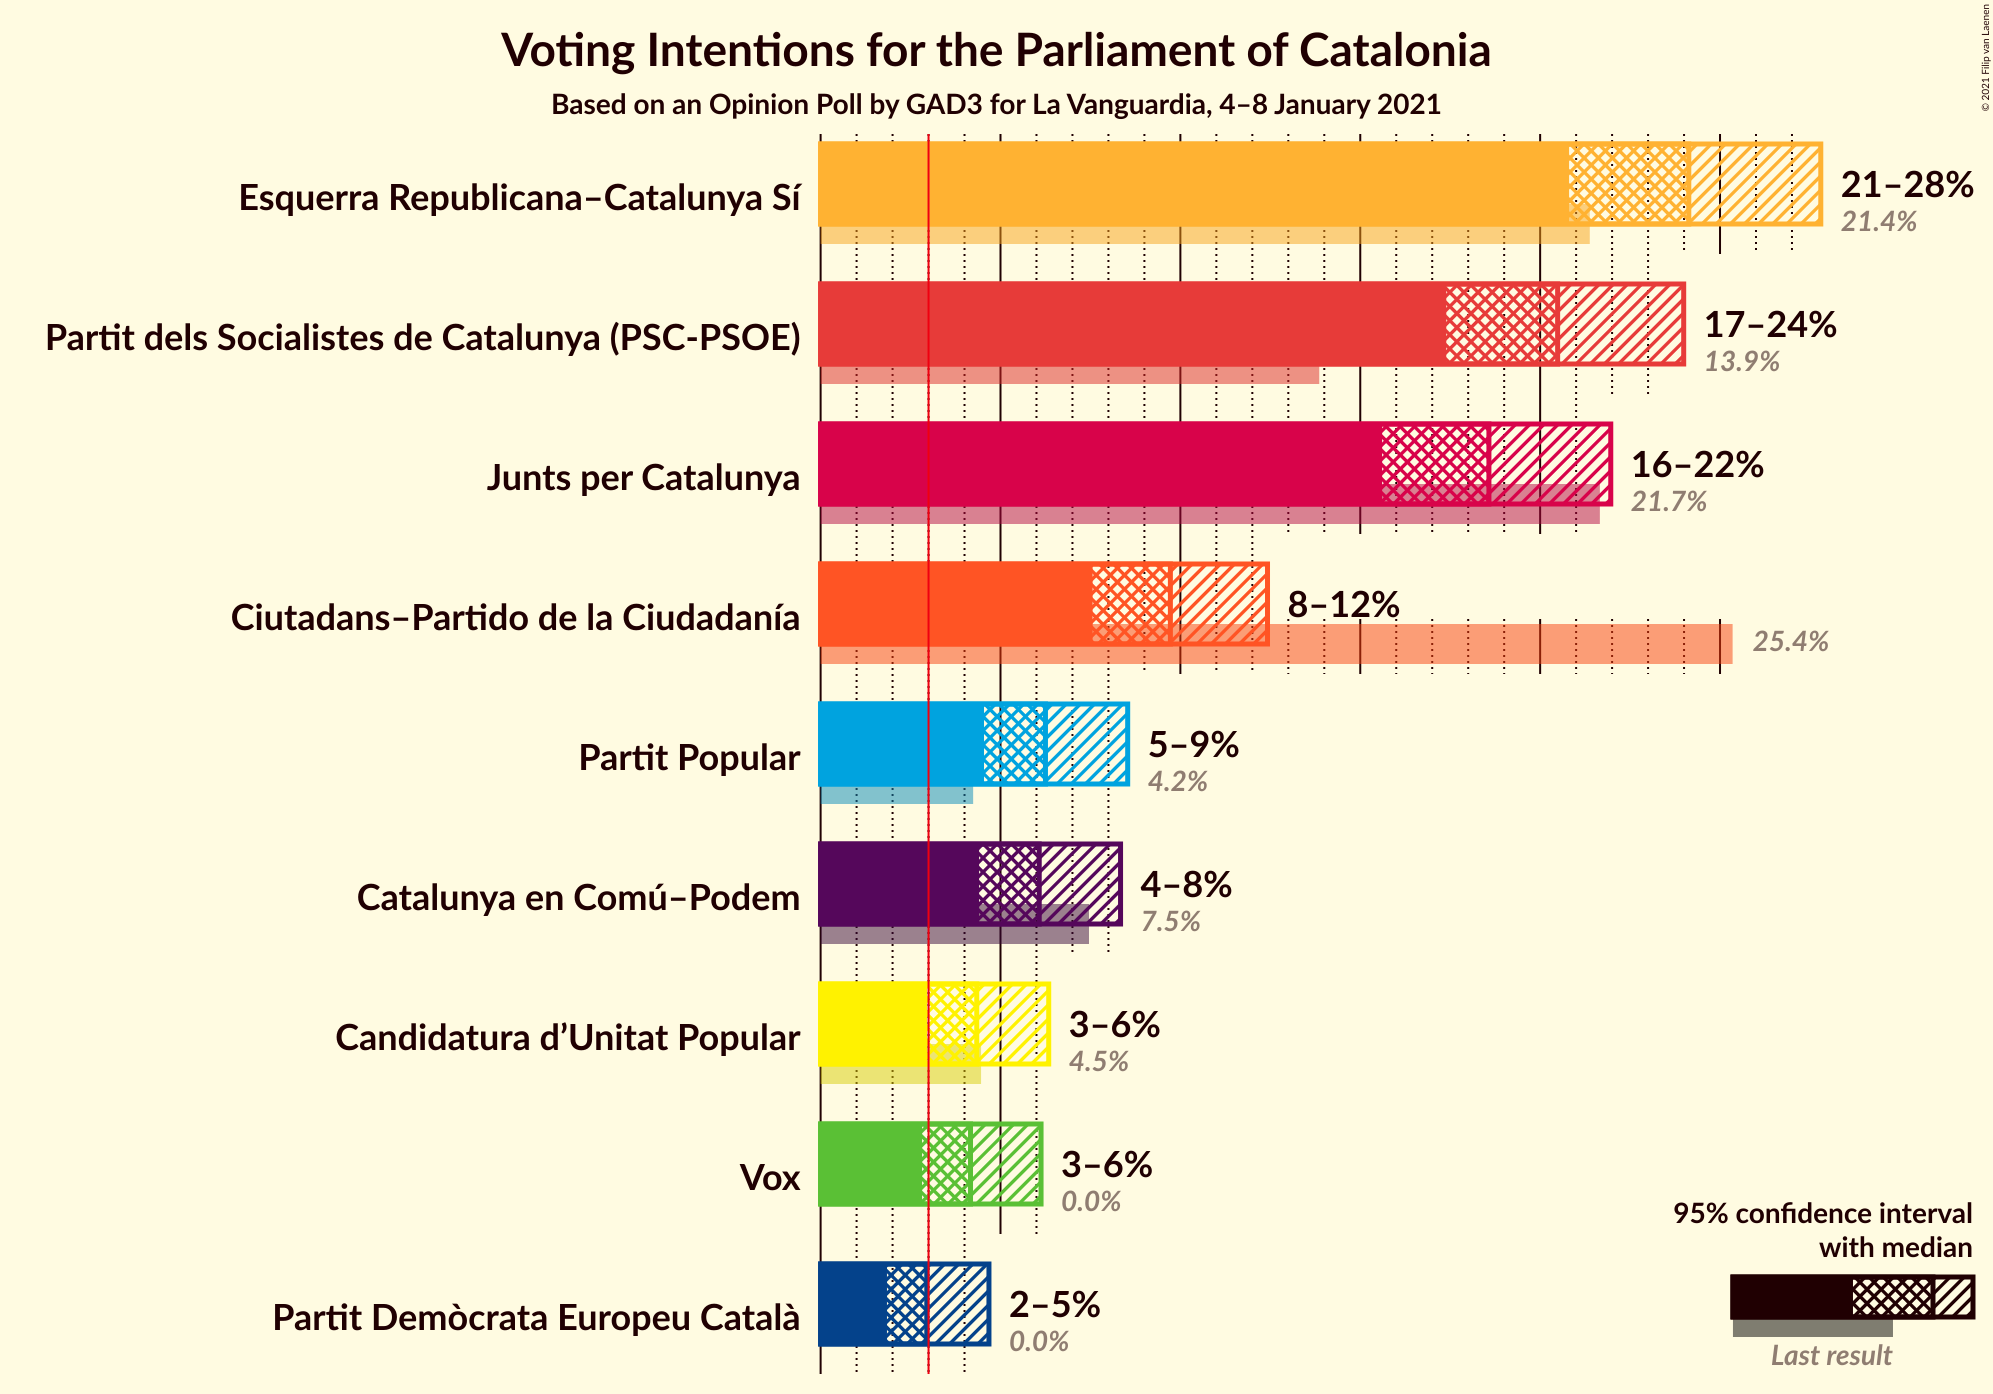 Voting Intentions for the Parliament of Catalonia
Based on an Opinion Poll by GAD3 for La Vanguardia, 4–8 January 2021
© 2021 Filip van Laenen
Esquerra Republicana–Catalunya Sí
21–28%
21.4%
Partit dels Socialistes de Catalunya (PSC-PSOE)
17–24%
13.9%
Junts per Catalunya
16–22%
21.7%
Ciutadans–Partido de la Ciudadanía
8–12%
25.4%
Partit Popular
5–9%
4.2%
Catalunya en Comú–Podem
4–8%
7.5%
Candidatura d’Unitat Popular
3–6%
4.5%
Vox
3–6%
0.0%
Partit Demòcrata Europeu Català
2–5%
0.0%
95% confidence interval
with median
Last result